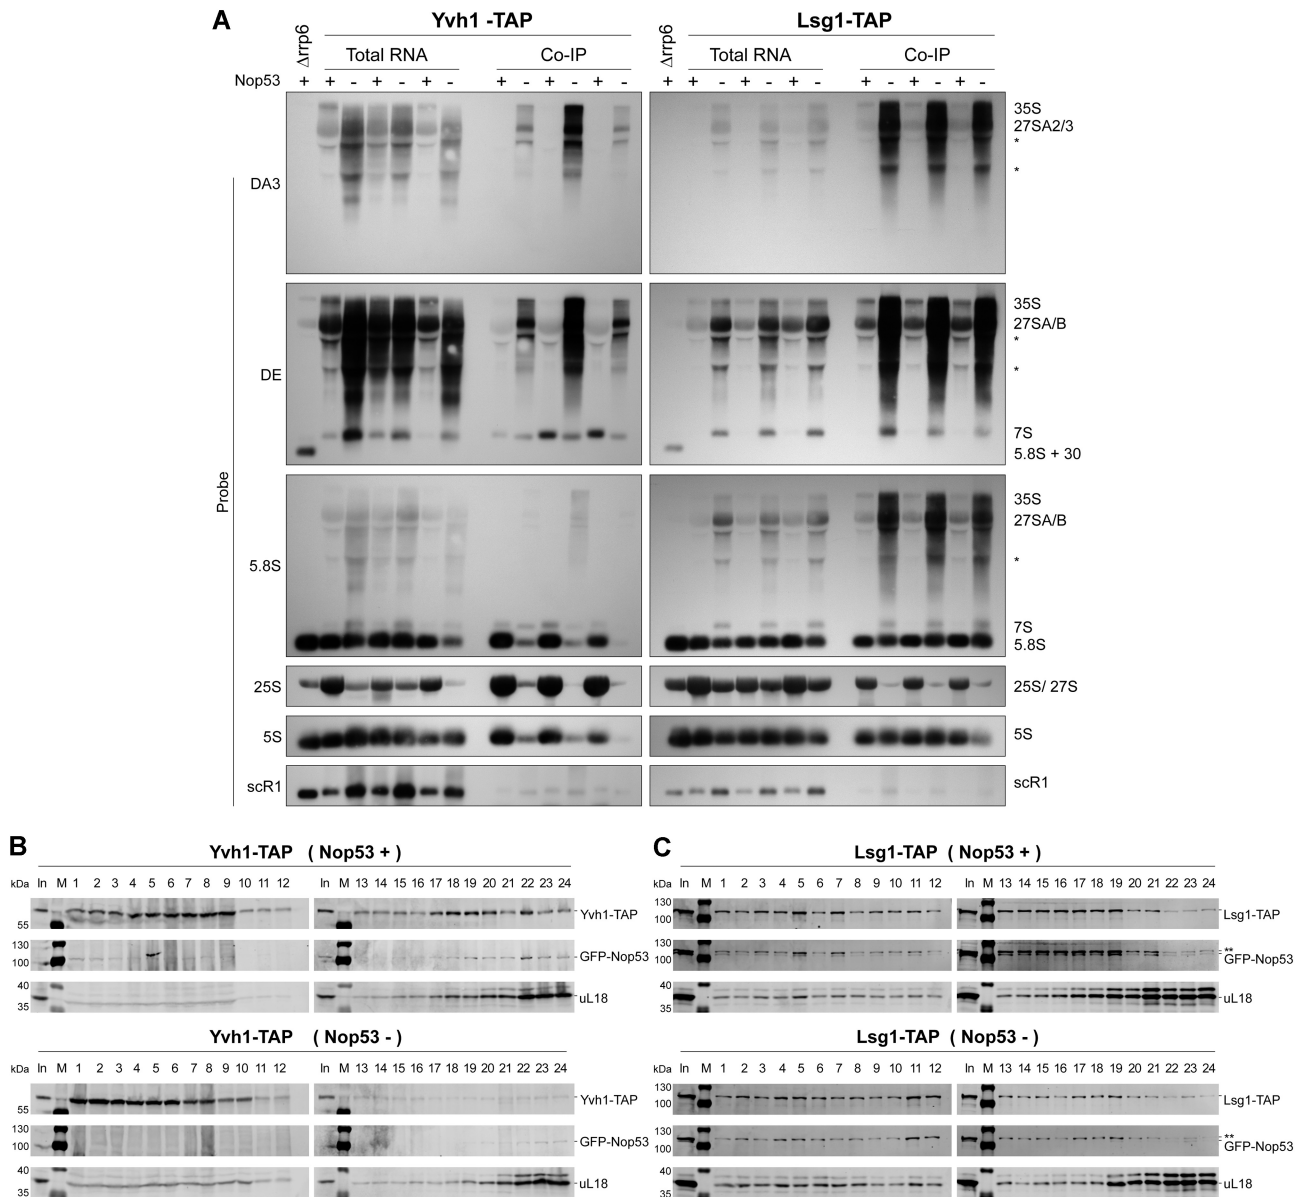 A
Yvh1 -TAP
Lsg1-TAP
Δrrp6
Total RNA
Co-IP
Δrrp6
Total RNA
Co-IP
Nop53 + + - + - + - + - + - + - + + - + - + - + - + - + -
Probe
DA3
35S
27SA2/3
*
*
DE
35S
27SA/B
*
*
7S
5.8S + 30
5.8S
35S
27SA/B
*
7S
5.8S
25S
25S/ 27S
5S
5S
scR1
scR1
B
Yvh1-TAP ( Nop53 + )
kDa In M 1 2 3 4 5 6 7 8 9 10 11 12 In M 13 14 15 16 17 18 19 20 21 22 23 24
55
Yvh1-TAP
130
100
GFP-Nop53
40
35
uL18
Yvh1-TAP ( Nop53 - )
kDa In M 1 2 3 4 5 6 7 8 9 10 11 12 In M 13 14 15 16 17 18 19 20 21 22 23 24
55
Yvh1-TAP
130
100
GFP-Nop53
40
35
uL18
C
Lsg1-TAP ( Nop53 + )
kDa In M 1 2 3 4 5 6 7 8 9 10 11 12 In M 13 14 15 16 17 18 19 20 21 22 23 24
130
100
Lsg1-TAP
130
100
**
GFP-Nop53
40
35
uL18
Lsg1-TAP ( Nop53 - )
kDa In M 1 2 3 4 5 6 7 8 9 10 11 12 In M 13 14 15 16 17 18 19 20 21 22 23 24
130
100
Lsg1-TAP
130
100
**
GFP-Nop53
40
35
uL18